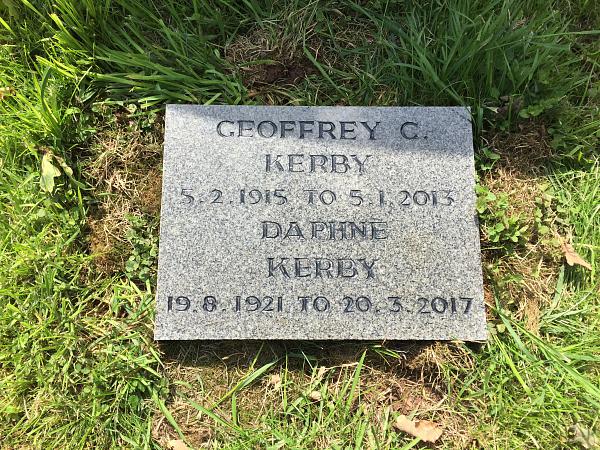 GEOFFREY C.
KERBY
5.2.1915 TO 5.1.2013
DAPHNE
KERBY
19.8.1921 TO 20.3.2017